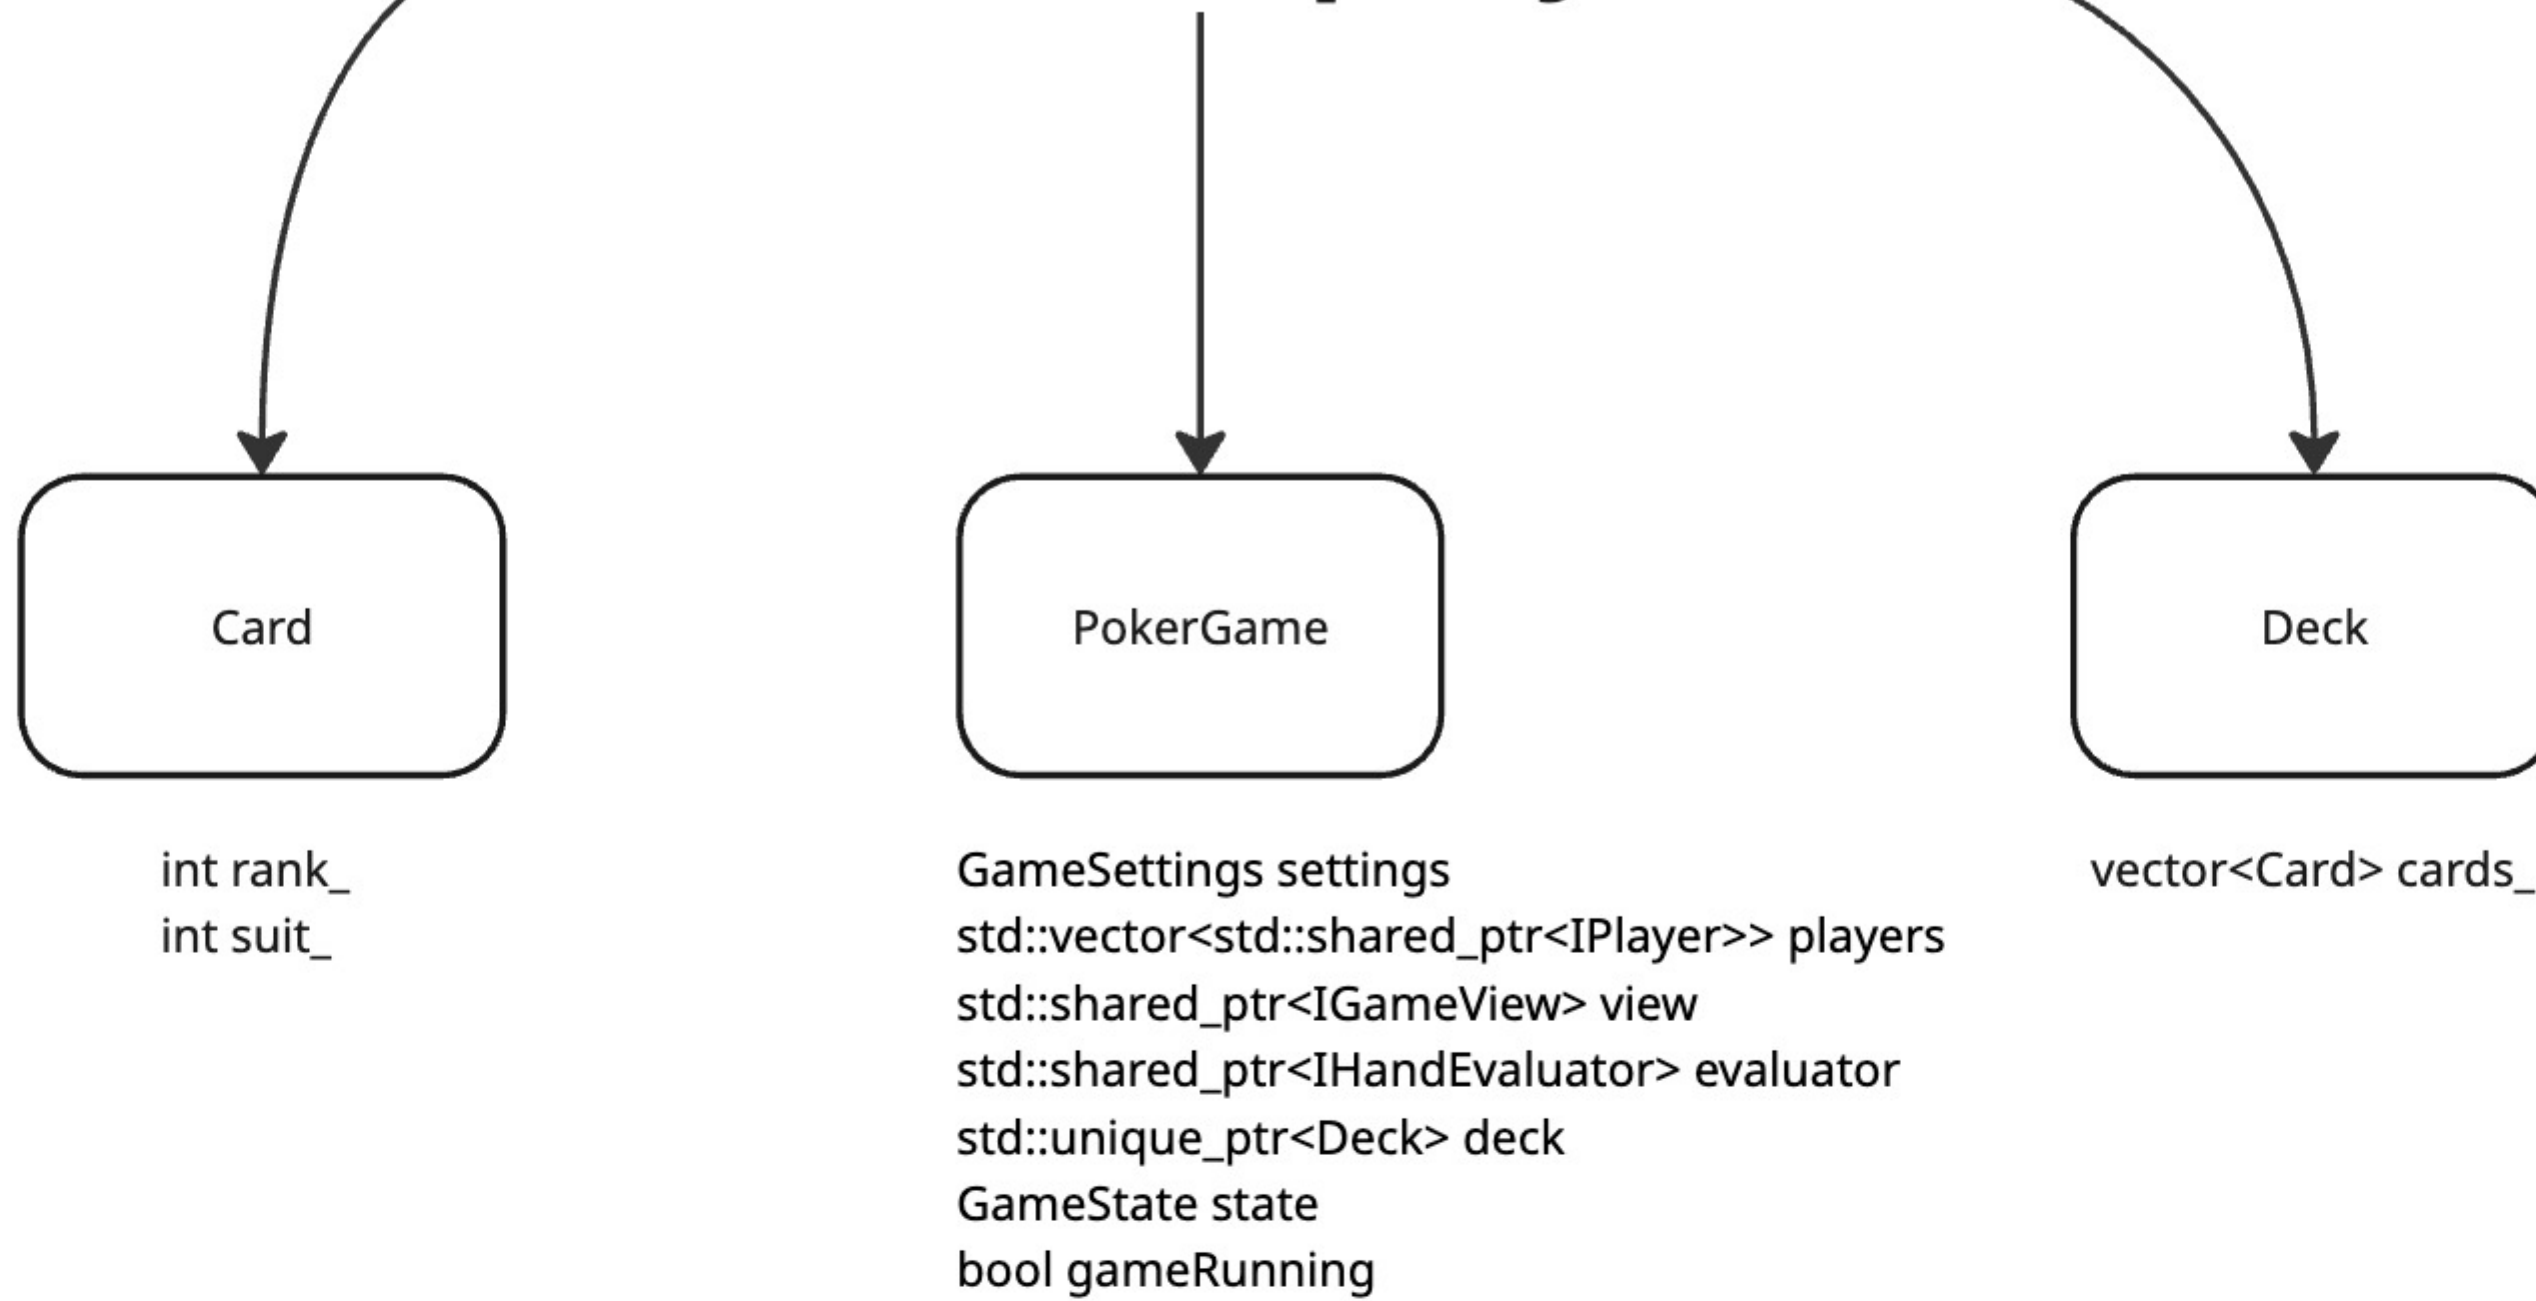 Card
PokerGame
Deck
int rank_
int suit_
GameSettings settings
std::vector<std::shared_ptr<IPlayer>> players
std::shared_ptr<IGameView> view
std::shared_ptr<IHandEvaluator> evaluator
std::unique_ptr<Deck> deck
GameState state
bool gameRunning
vector<Card> cards_